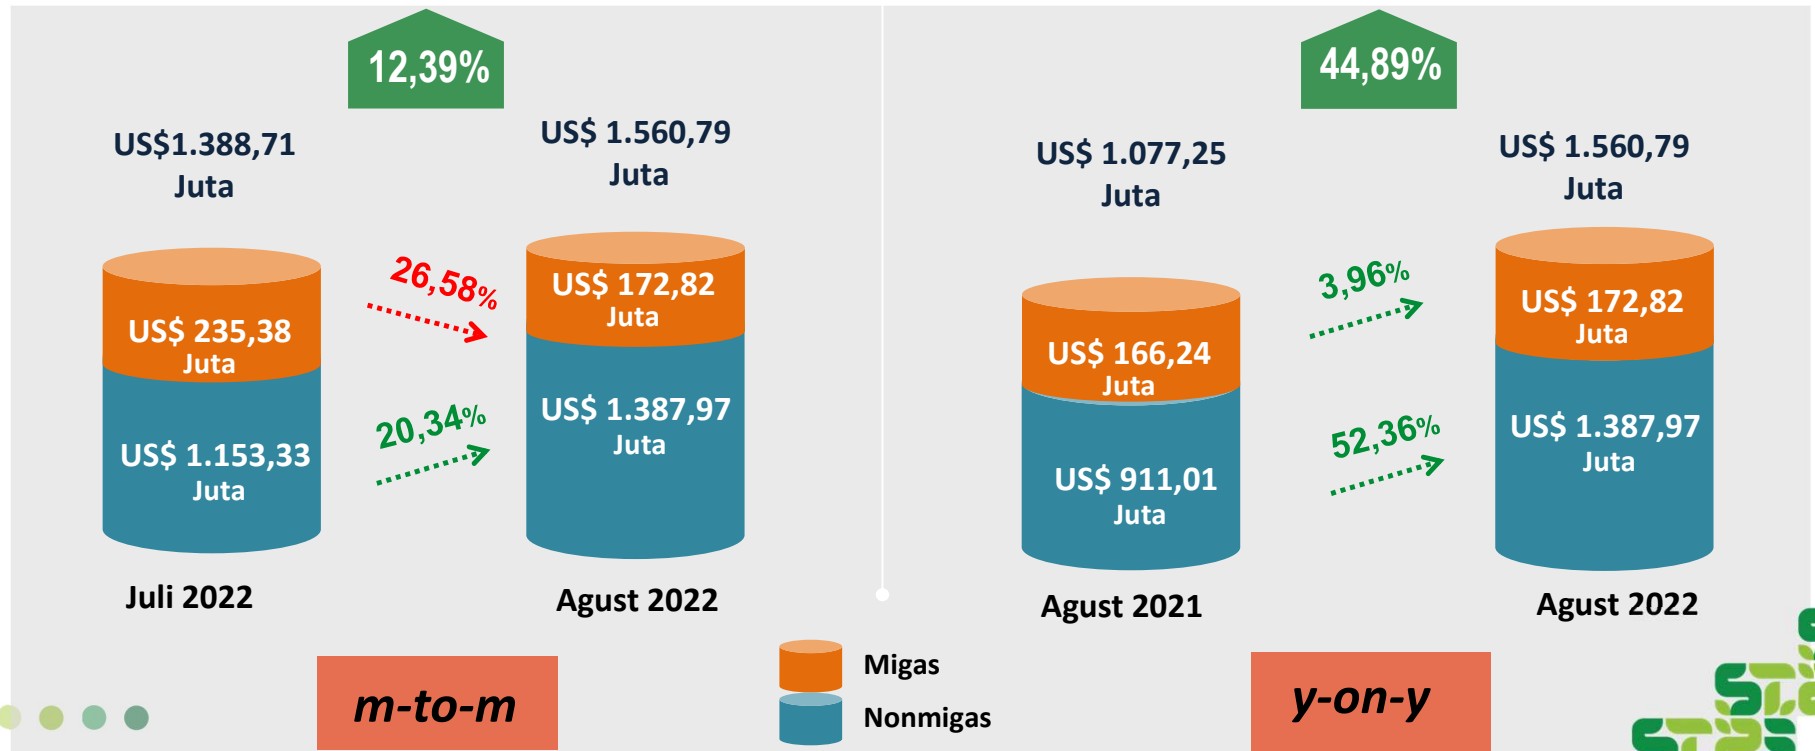 12,39%
US$1.388,71
Juta
US$ 1.560,79
Juta
US$ 235,38
Juta
US$ 1.153,33
Juta
26,58%
20,34%
US$ 172,82
Juta
US$ 1.387,97
Juta
Juli 2022
Agust 2022
m-to-m
44,89%
US$ 1.077,25
Juta
US$ 1.560,79
Juta
US$ 166,24
Juta
US$ 911,01
Juta
3,96%
52,36%
US$ 172,82
Juta
US$ 1.387,97
Juta
Agust 2021
Agust 2022
y-on-y
Migas
Nonmigas